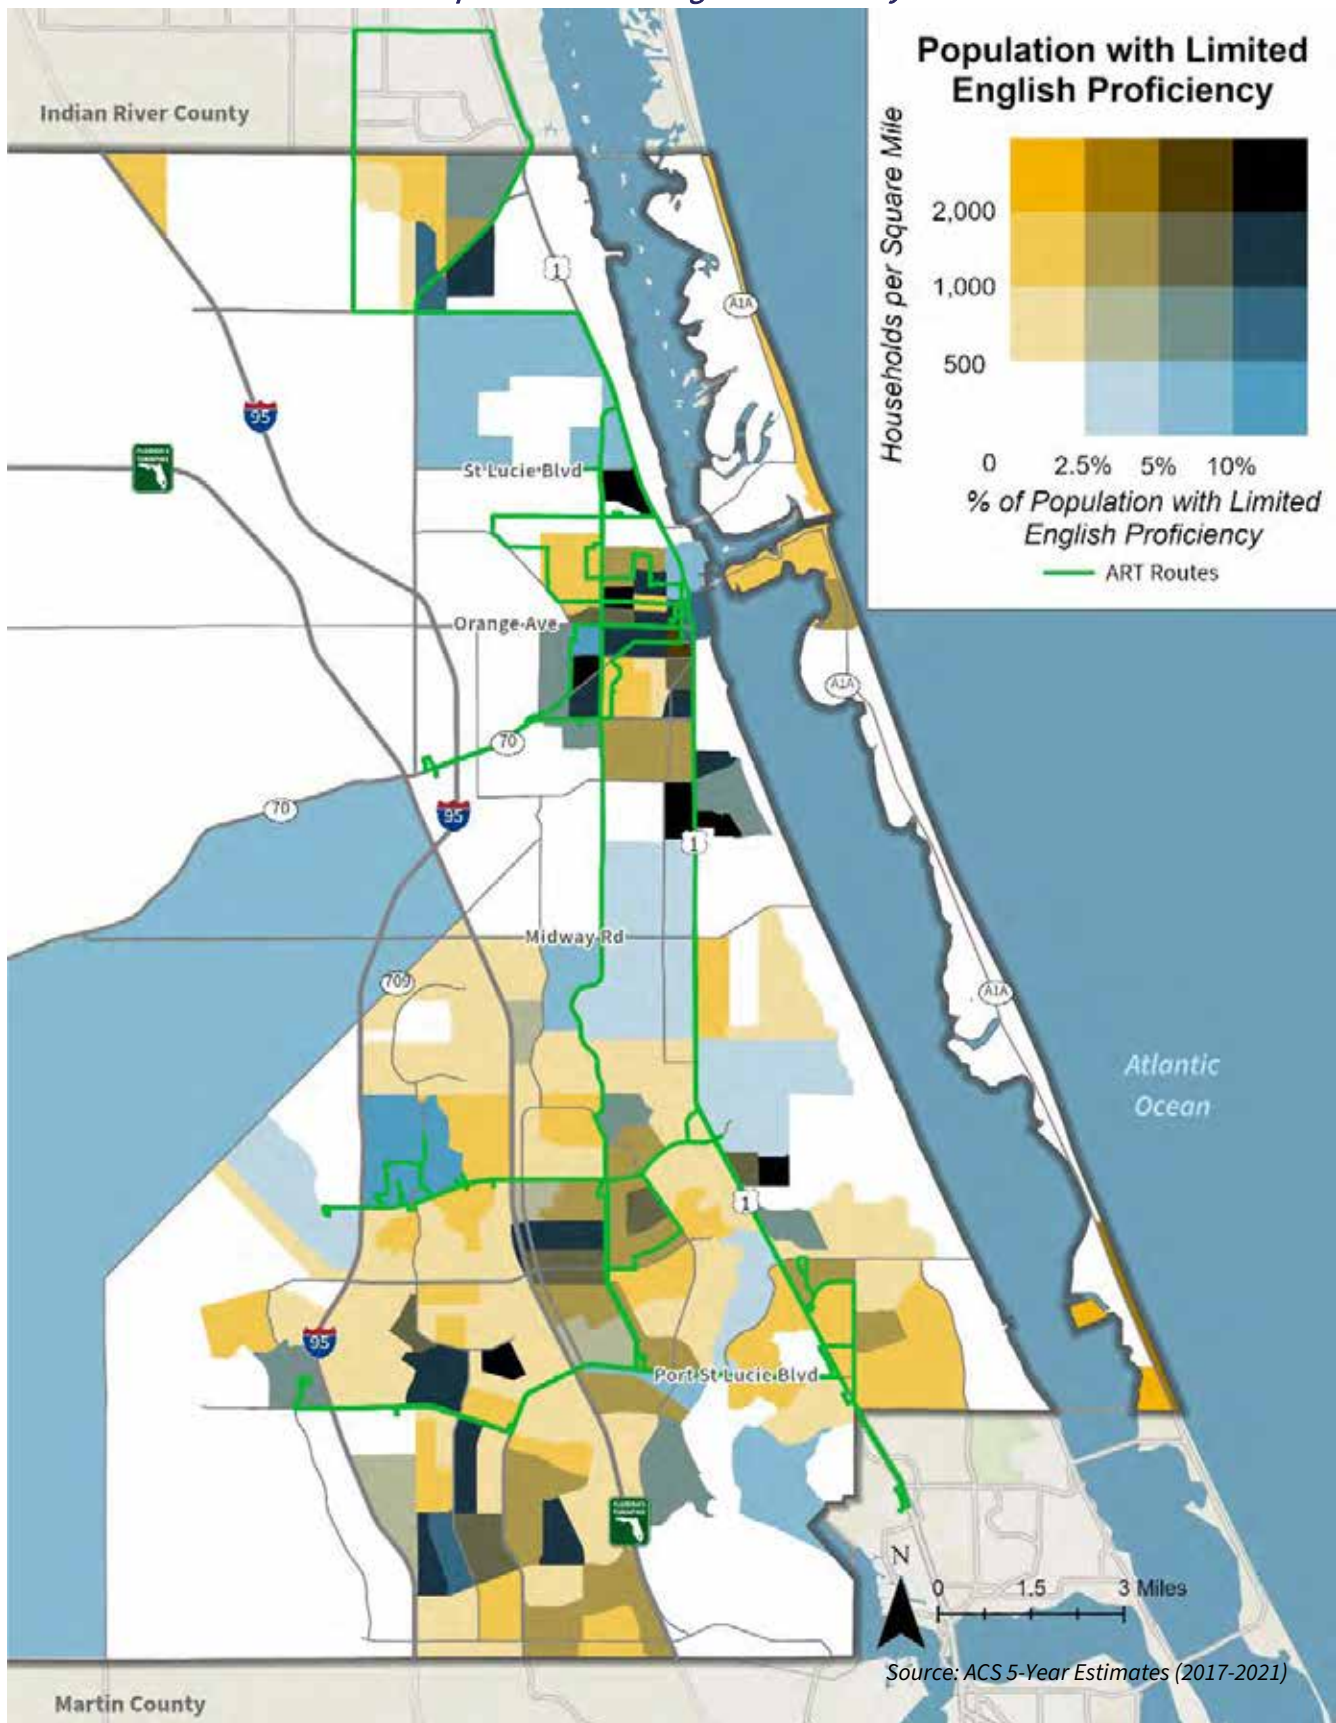 Population with Limited
English Proficiency
Households per Square Mile
2,000
1,000
500
0
2.5%
5%
10%
% of Population with Limited
English Proficiency
ART Routes
Indian River County
1
A1A
95
St Lucie Blvd
Orange Ave
A1A
70
70
95
1
Midway Rd
709
A1A
Atlantic
Ocean
1
95
Port St Lucie Blvd
N
0
1.5
3 Miles
Source: ACS 5-Year Estimates (2017-2021)
Martin County